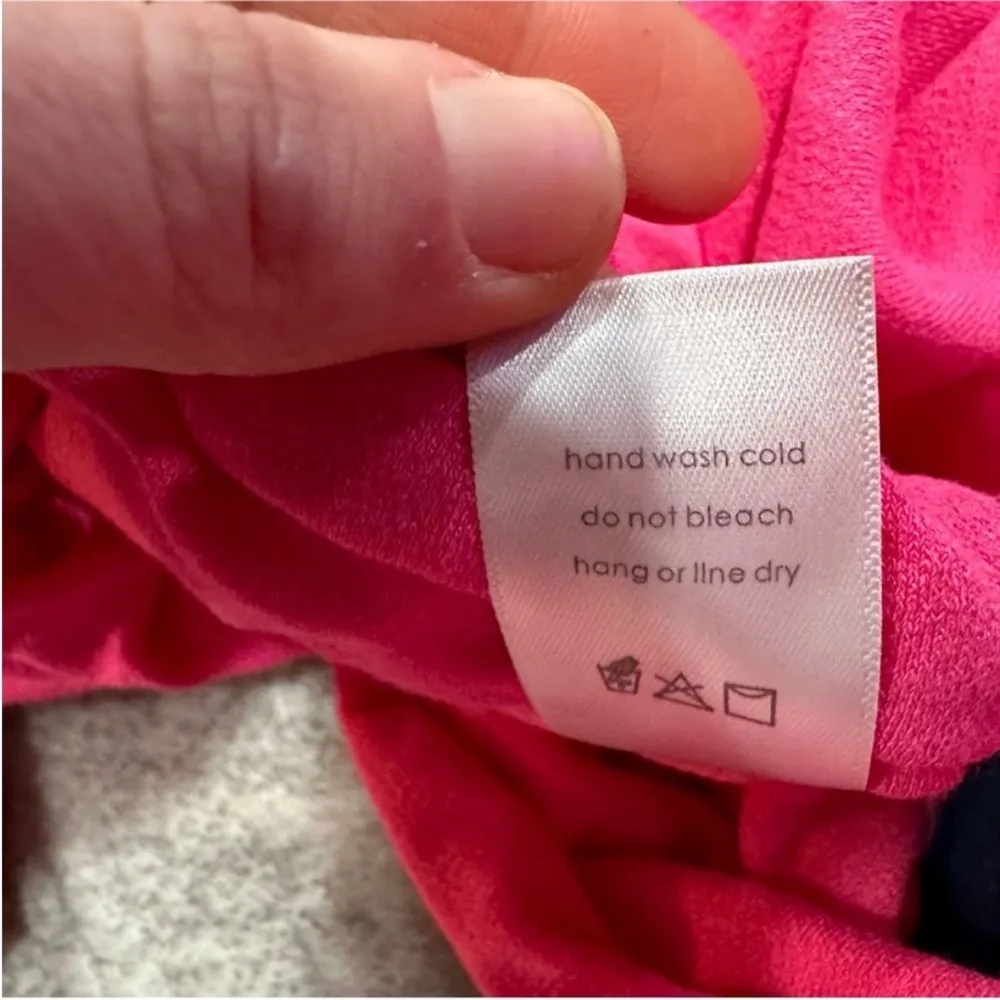 hand wash cold
do not bleach
hang or line dry